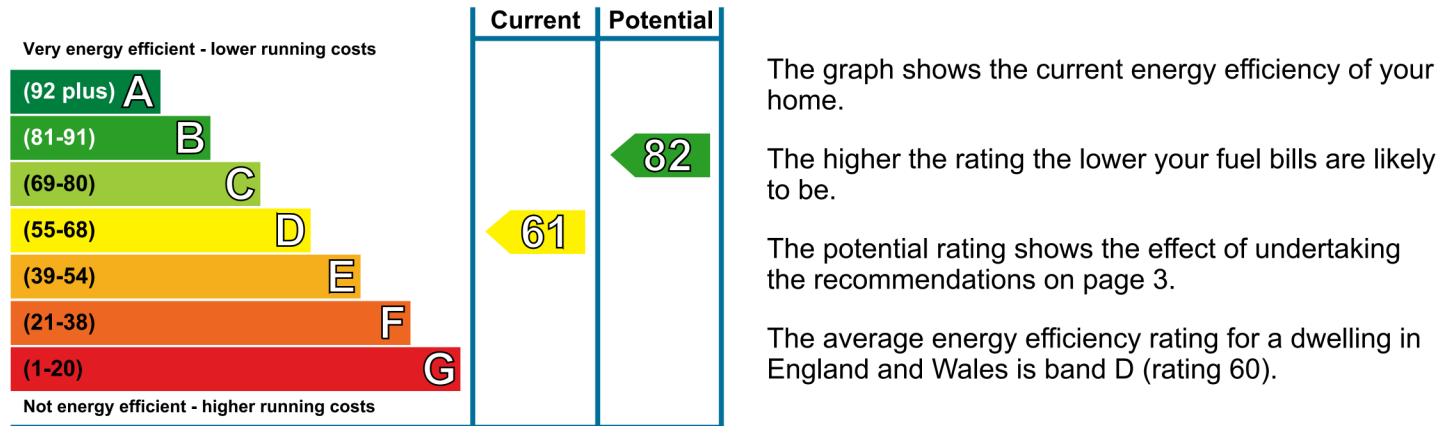 Current Potential
Very energy efficient - lower running costs
(92 plus) A
(81-91) B
82
(69-80) C
(55-68) D
61
(39-54) E
(21-38) F
(1-20) G
Not energy efficient - higher running costs
The graph shows the current energy efficiency of your
home.
The higher the rating the lower your fuel bills are likely
to be.
The potential rating shows the effect of undertaking
the recommendations on page 3.
The average energy efficiency rating for a dwelling in
England and Wales is band D (rating 60).